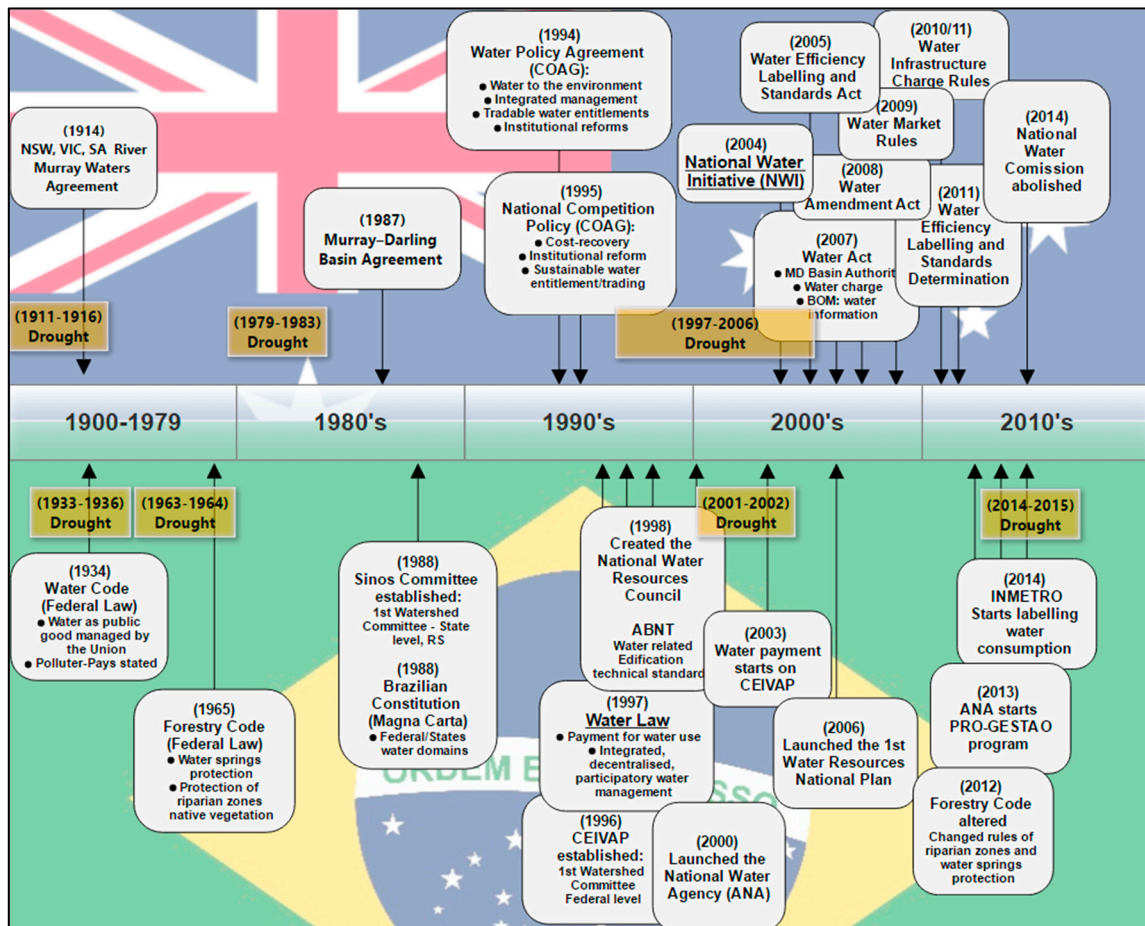 (1914)
NSW, VIC, SA River
Murray Waters
Agreement
(1987)
Murray–Darling
Basin Agreement
(1994)
Water Policy Agreement
(COAG):
● Water to the environment
● Integrated management
● Tradable water entitlements
● Institutional reforms
(1995)
National Competition
Policy (COAG):
● Cost-recovery
● Institutional reform
● Sustainable water
entitlement/trading
(2004)
National Water
Initiative (NWI)
(2005)
Water Efficiency
Labelling and
Standards Act
(2007)
Water Act
● MD Basin Authorit
● Water charge
● BOM: water
information
(2008)
Water
Amendment Act
(2009)
Water Market
Rules
(2010/11)
Water
Infrastructure
Charge Rules
(2011)
Water
Efficiency
Labelling and
Standards
Determination
(2014)
National
Water
Comission
abolished
(1911-1916)
Drought
(1979-1983)
Drought
(1997-2006)
Drought
1900-1979
1980's
1990's
2000's
2010's
(1933-1936)
Drought
(1963-1964)
Drought
(2001-2002)
Drought
(2014-2015)
Drought
(1934)
Water Code
(Federal Law)
● Water as public
good managed by
the Union
● Polluter-Pays stated
(1965)
Forestry Code
(Federal Law)
● Water springs
protection
● Protection of
riparian zones
native vegetation
(1988)
Sinos Committee
established:
1st Watershed
Committee - State
level, RS
(1988)
Brazilian
Constitution
(Magna Carta)
● Federal/States
water domains
(1998)
Created the
National Water
Resources
Council
ABNT
Water related
Edification
technical standard
(1997)
Water Law
● Payment for water use
● Integrated,
decentralised,
participatory water
management
(1996)
CEIVAP
established:
1st Watershed
Committee
Federal level
(2000)
Launched the
National Water
Agency (ANA)
(2003)
Water payment
starts on
CEIVAP
(2006)
Launched the 1st
Water Resources
National Plan
(2014)
INMETRO
Starts labelling
water
consumption
(2013)
ANA starts
PRO-GESTAO
program
(2012)
Forestry Code
altered
Changed rules of
riparian zones and
water springs
protection
ORDEM E
SSO